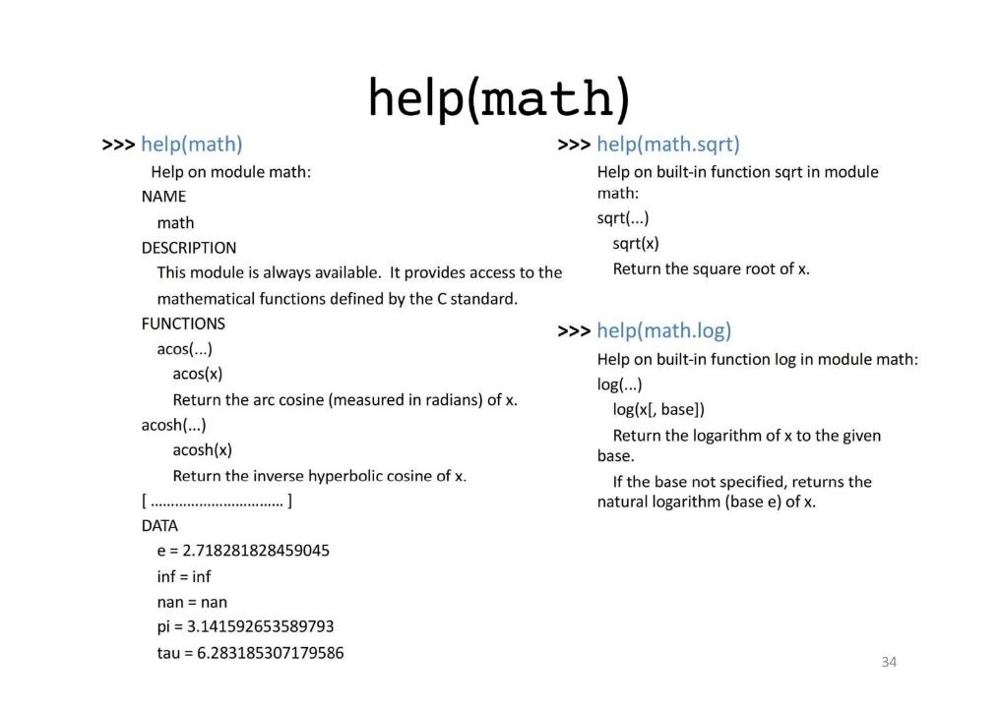 help(math)
>>> help(math)
Help on module math:
NAME
math
DESCRIPTION
This module is always available. It provides access to the
mathematical functions defined by the C standard.
FUNCTIONS
acos(...)
acos(x)
Return the arc cosine (measured in radians) of x.
acosh(...)
acosh(x)
Return the inverse hyperbolic cosine of x.
[ ................................. ]
DATA
e = 2.718281828459045
inf = inf
nan = nan
pi = 3.141592653589793
tau = 6.283185307179586
>>> help(math.sqrt)
Help on built-in function sqrt in module
math:
sqrt(...)
sqrt(x)
Return the square root of x.
>>> help(math.log)
Help on built-in function log in module math:
log(...)
log(x[, base])
Return the logarithm of x to the given
base.
If the base not specified, returns the
natural logarithm (base e) of x.
34